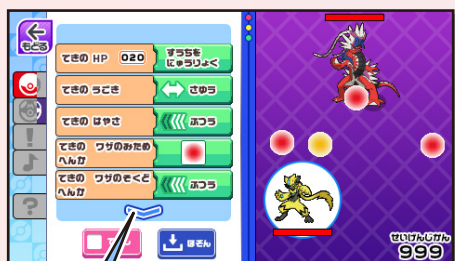 もどる
てきの HP 020 すうちを
にゅうりょく
てきの うごき さゆう
てきの はやさ ふつう
てきの ワザのみため
へんか
てきの ワザのそくど
へんか ふつう
ほぞん
せいげんじかん
999